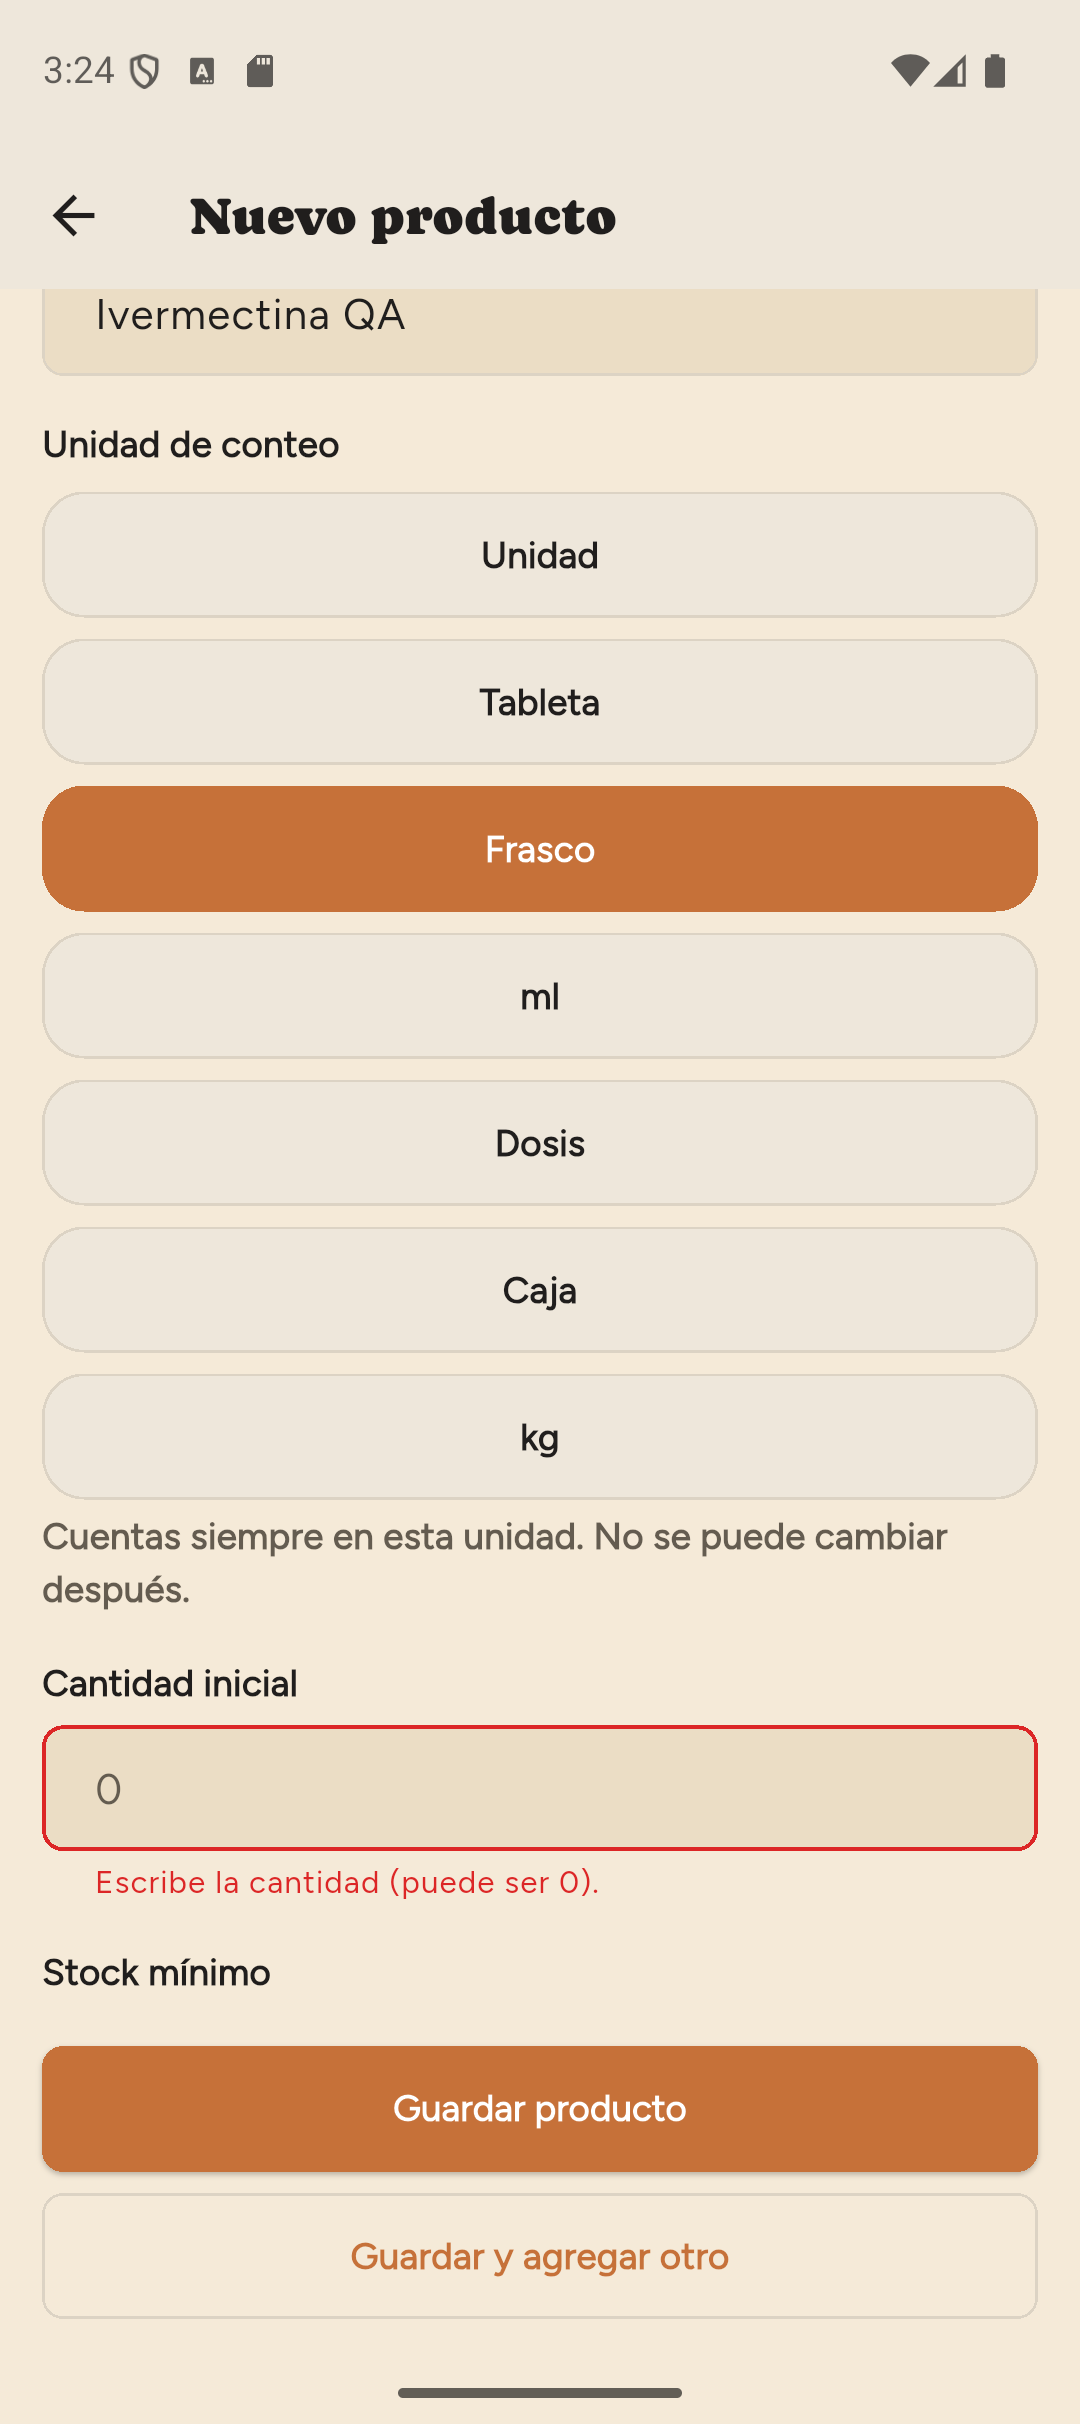 3:24
Nuevo producto
Ivermectina QA
Unidad de conteo
Unidad
Tableta
Frasco
ml
Dosis
Caja
kg
Cuentas siempre en esta unidad. No se puede cambiar
después.
Cantidad inicial
0
Escribe la cantidad (puede ser 0).
Stock mínimo
Guardar producto
Guardar y agregar otro